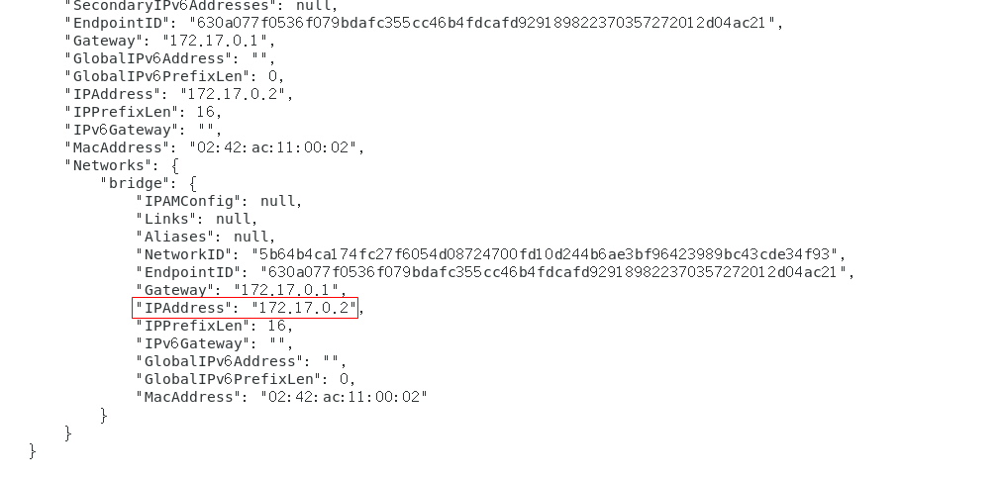 "SecondaryIPv6Addresses": null,
"EndpointID": "630a077f0536f079bdafc355cc46b4fdcafd929189822370357272012d04ac21",
"Gateway": "172.17.0.1",
"GlobalIPv6Address": "",
"GlobalIPv6PrefixLen": 0,
"IPAddress": "172.17.0.2",
"IPPrefixLen": 16,
"IPv6Gateway": "",
"MacAddress": "02:42:ac:11:00:02",
"Networks": {
"bridge": {
"IPAMConfig": null,
"Links": null,
"Aliases": null,
"NetworkID": "5b64b4ca174fc27f6054d08724700fd10d244b6ae3bf96423989bc43cde34f93",
"EndpointID": "630a077f0536f079bdafc355cc46b4fdcafd929189822370357272012d04ac21",
"Gateway": "172.17.0.1",
"IPAddress": "172.17.0.2",
"IPPrefixLen": 16,
"IPv6Gateway": "",
"GlobalIPv6Address": "",
"GlobalIPv6PrefixLen": 0,
"MacAddress": "02:42:ac:11:00:02"
}
}
}